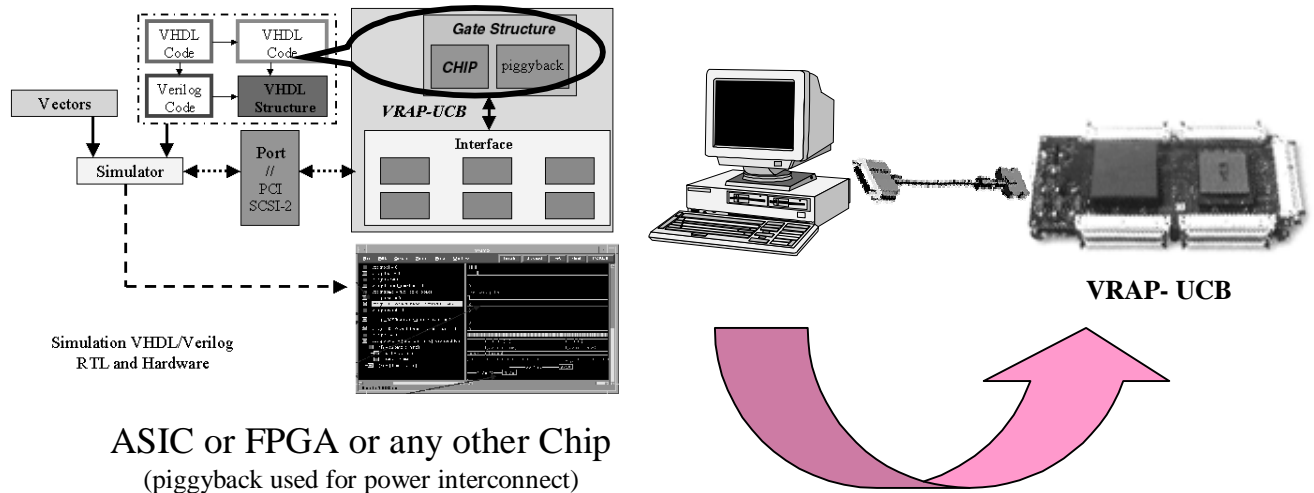 VHDL
Code
VHDL
Code
Verilog
Code
VHDL
Structure
Vectors
Simulator
Port
//
PCI
SCSI-2
Gate Structure
CHIP
piggyback
VRAP-UCB
Interface
Simulation VHDL/Verilog
RTL and Hardware
VRAP- UCB
ASIC or FPGA or any other Chip
(piggyback used for power interconnect)